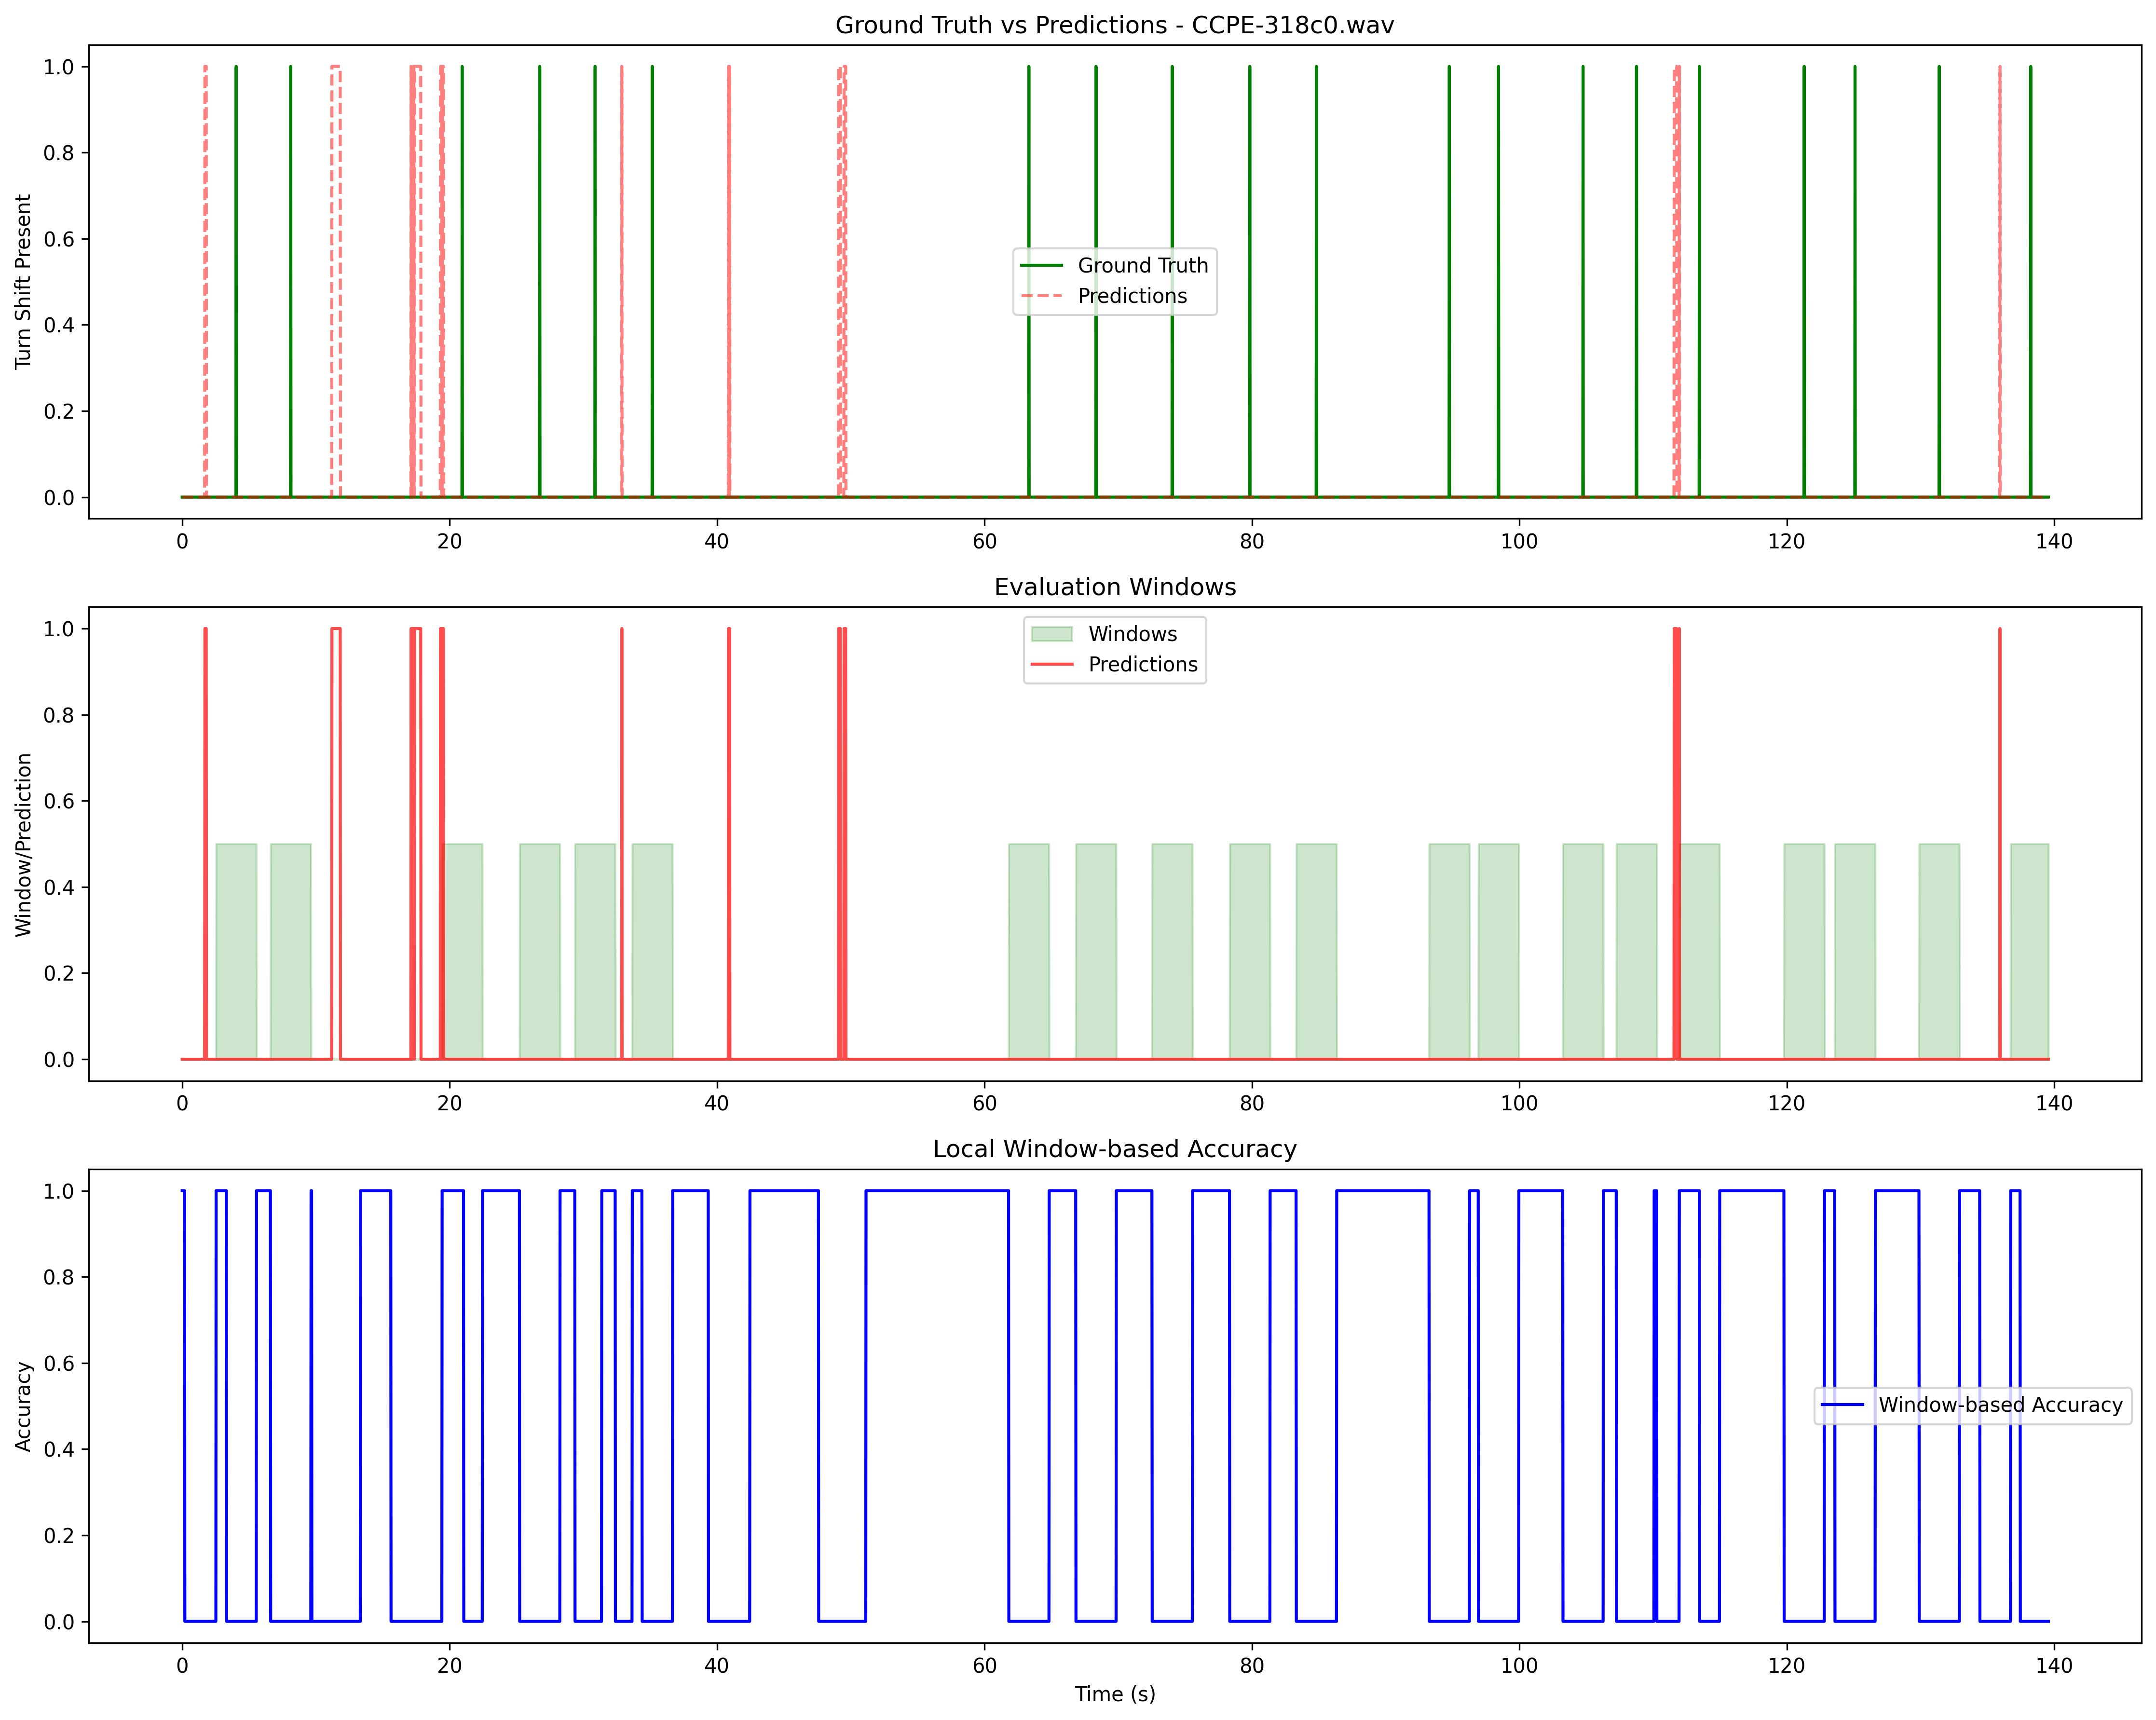 Ground Truth vs Predictions - CCPE-318c0.wav
Turn Shift Present
1.0
0.8
0.6
0.4
0.2
0.0
Ground Truth
Predictions
0 20 40 60 80 100 120 140
Evaluation Windows
Window/Prediction
1.0
0.8
0.6
0.4
0.2
0.0
Windows
Predictions
0 20 40 60 80 100 120 140
Local Window-based Accuracy
Accuracy
1.0
0.8
0.6
0.4
0.2
0.0
Window-based Accuracy
0 20 40 60 80 100 120 140
Time (s)